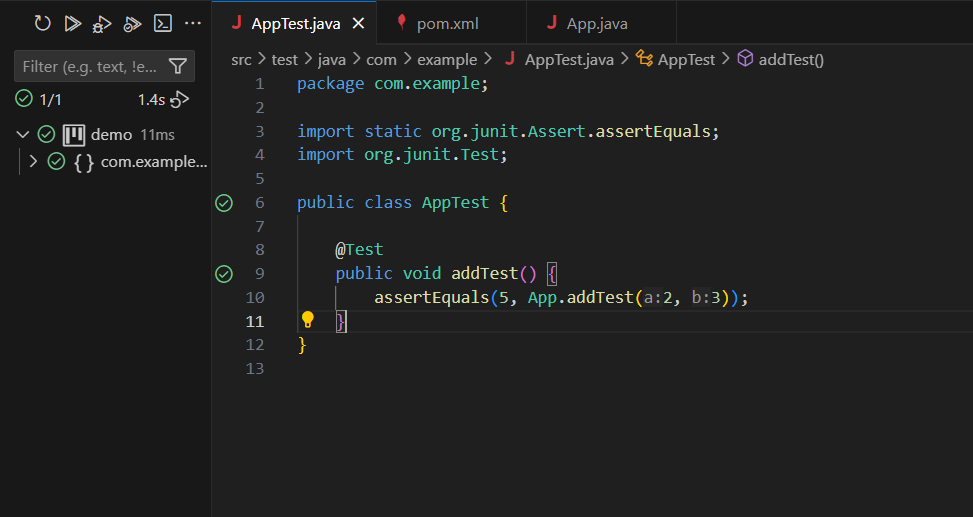 AppTest.java
pom.xml
App.java
Filter (e.g. text, !e...
1/1
1.4s
demo 11ms
{ } com.example...
src > test > java > com > example > J AppTest.java > AppTest > addTest()
1 package com.example;
2
3 import static org.junit.Assert.assertEquals;
4 import org.junit.Test;
5
6 public class AppTest {
7
8 @Test
9 public void addTest() {
10 assertEquals(5, App.addTest(a:2, b:3));
11 }
12 }
13